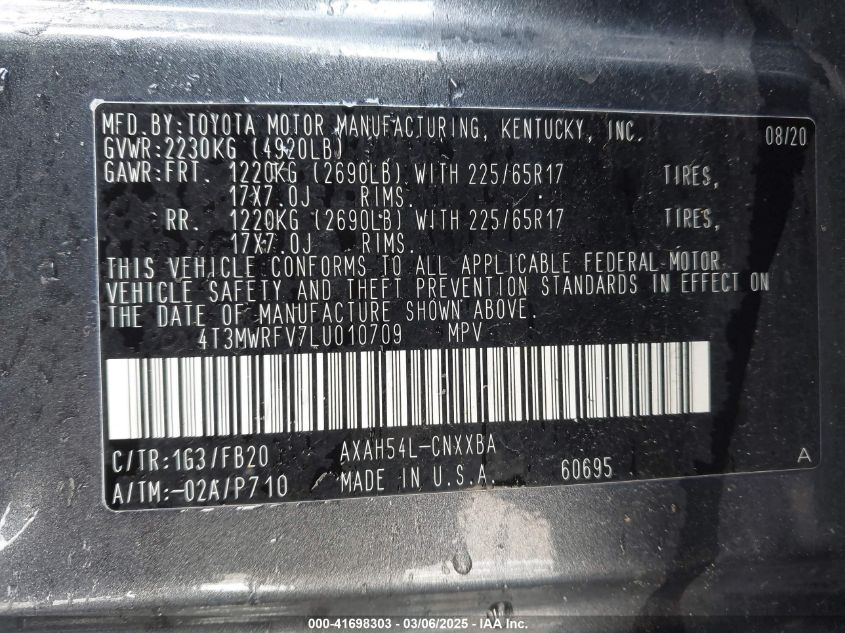 MFD.BY:TOYOTA MOTOR MANUFACTURING, KENTUCKY, INC. 08/20
GVWR:2230KG (4920LB)
GAWR:FRT. 1220KG (2690LB) WITH 225/65R17 TIRES,
17X7.0J RIMS.
RR. 1220KG (2690LB) WITH 225/65R17 TIRES,
17X7.0J RIMS.
THIS VEHICLE CONFORMS TO ALL APPLICABLE FEDERAL MOTOR
VEHICLE SAFETY AND THEFT PREVENTION STANDARDS IN EFFECT ON
THE DATE OF MANUFACTURE SHOWN ABOVE.
4T3MWRFV7LU010709 MPV
C/TR:1G3/FB20 AXAH54L-CNXXBA A
A/TM:-02A/P710 MADE IN U.S.A. 60695
000-41698303 — 03/06/2025 - IAA Inc.